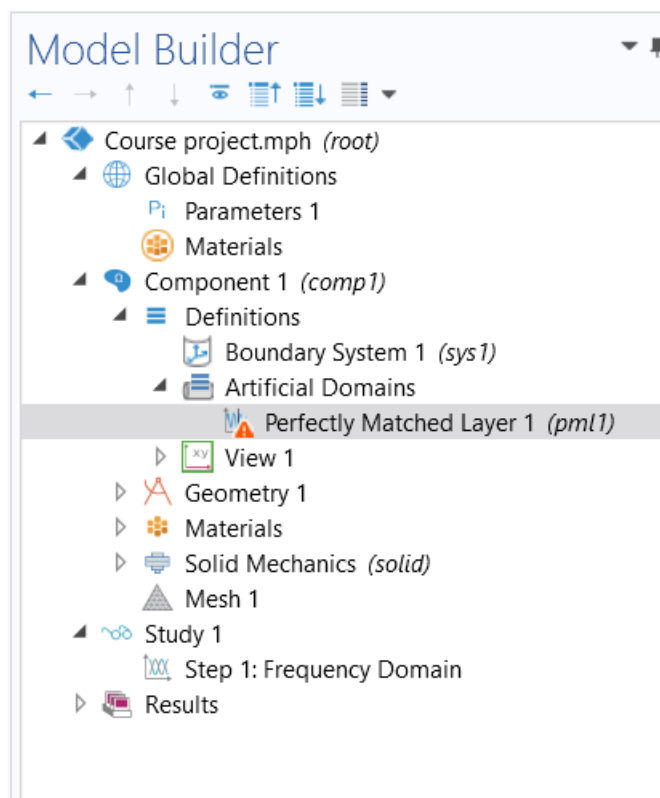 Model Builder
Course project.mph (root)
Global Definitions
Pi Parameters 1
Materials
Component 1 (comp1)
Definitions
Boundary System 1 (sys1)
Artificial Domains
Perfectly Matched Layer 1 (pml1)
xy View 1
Geometry 1
Materials
Solid Mechanics (solid)
Mesh 1
Study 1
Step 1: Frequency Domain
Results